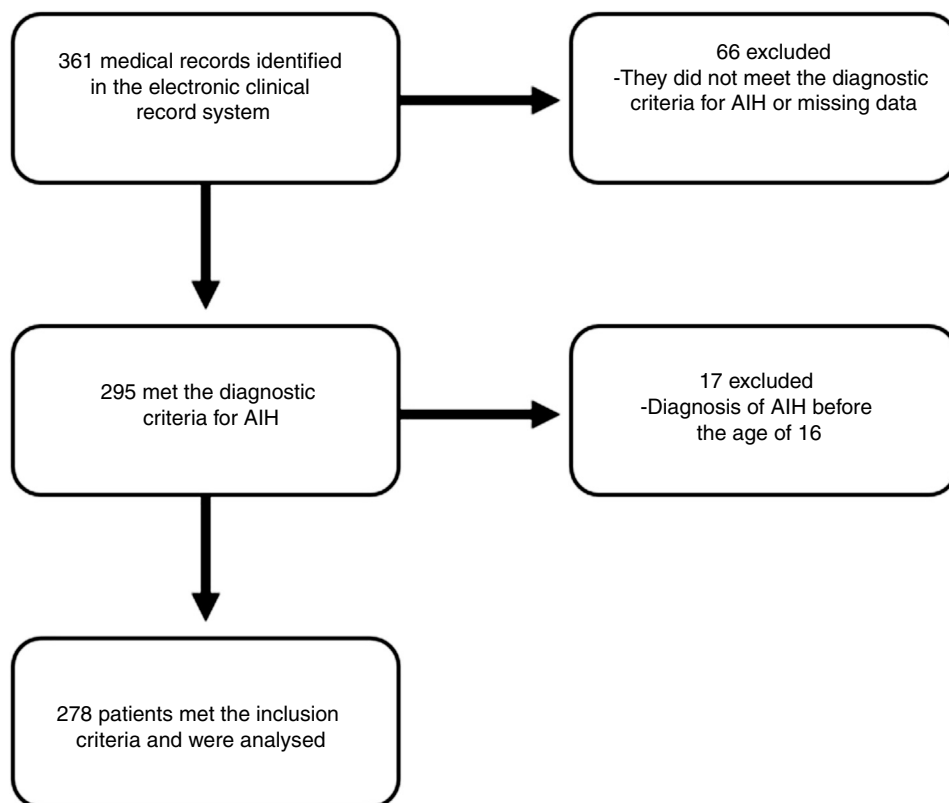 361 medical records identified
in the electronic clinical
record system
66 excluded
-They did not meet the diagnostic
criteria for AIH or missing data
295 met the diagnostic
criteria for AIH
17 excluded
-Diagnosis of AIH before
the age of 16
278 patients met the inclusion
criteria and were analysed